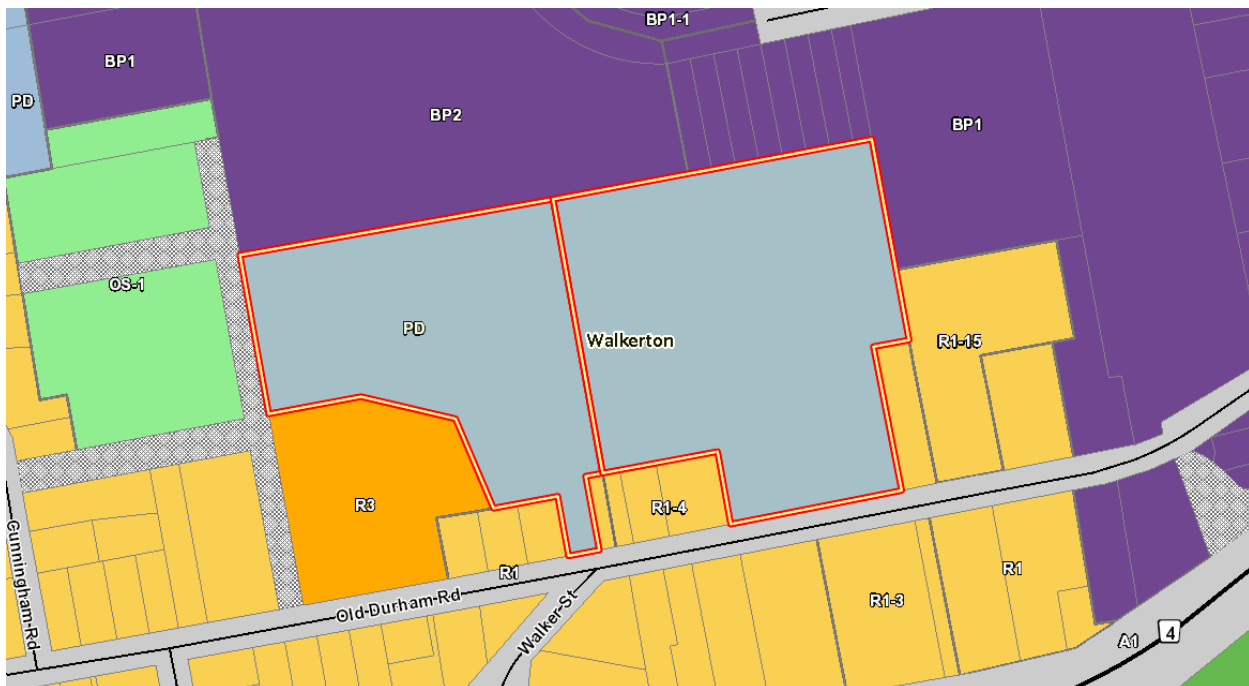 BP1-1
BP1
PD
BP2
BP1
OS-1
PD
Walkerton
R1-15
R3
R1-4
R1
R1
R1-3
Old Durham Rd
Walker St
Cunningham Rd
A1
4